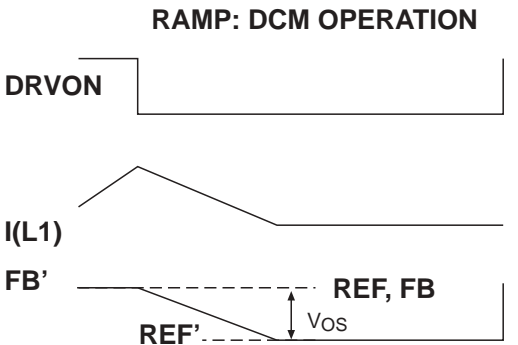 RAMP: DCM OPERATION
DRVON
I(L1)
FB’
REF, FB
VOS
REF’